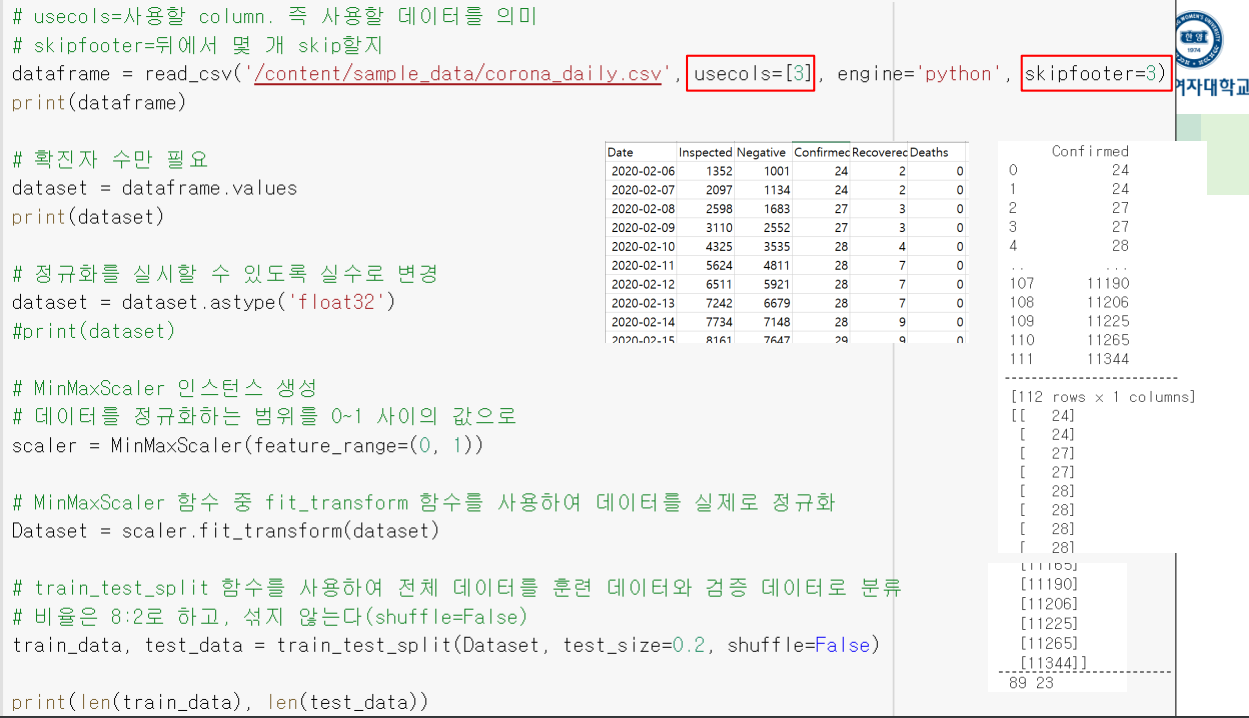 # usecols=사용할 column. 즉 사용할 데이터를 의미
# skipfooter=뒤에서 몇 개 skip할지
dataframe = read_csv('/content/sample_data/corona_daily.csv', usecols=[3], engine='python', skipfooter=3)
print(dataframe)
# 확진자 수만 필요
dataset = dataframe.values
print(dataset)
# 정규화를 실시할 수 있도록 실수로 변경
dataset = dataset.astype('float32')
#print(dataset)
# MinMaxScaler 인스턴스 생성
# 데이터를 정규화하는 범위를 0~1 사이의 값으로
scaler = MinMaxScaler(feature_range=(0, 1))
# MinMaxScaler 함수 중 fit_transform 함수를 사용하여 데이터를 실제로 정규화
Dataset = scaler.fit_transform(dataset)
# train_test_split 함수를 사용하여 전체 데이터를 훈련 데이터와 검증 데이터로 분류
# 비율은 8:2로 하고, 섞지 않는다(shuffle=False)
train_data, test_data = train_test_split(Dataset, test_size=0.2, shuffle=False)
print(len(train_data), len(test_data))
Date Inspected Negative Confirmec Recoverec Deaths
2020-02-06 1352 1001 24 2 0
2020-02-07 2097 1134 24 2 0
2020-02-08 2598 1683 27 3 0
2020-02-09 3110 2552 27 3 0
2020-02-10 4325 3535 28 4 0
2020-02-11 5624 4811 28 7 0
2020-02-12 6511 5921 28 7 0
2020-02-13 7242 6679 28 7 0
2020-02-14 7734 7148 28 9 0
2020-02-15 8161 7647 29 9 0
Confirmed
0 24
1 24
2 27
3 27
4 28
.. ...
107 11190
108 11206
109 11225
110 11265
111 11344
[112 rows x 1 columns]
[[ 24]
[ 24]
[ 27]
[ 27]
[ 28]
[ 28]
[ 28]
[ 28]
[11165]
[11190]
[11206]
[11225]
[11265]
[11344]]
89 23
한영
1974
여자대학교